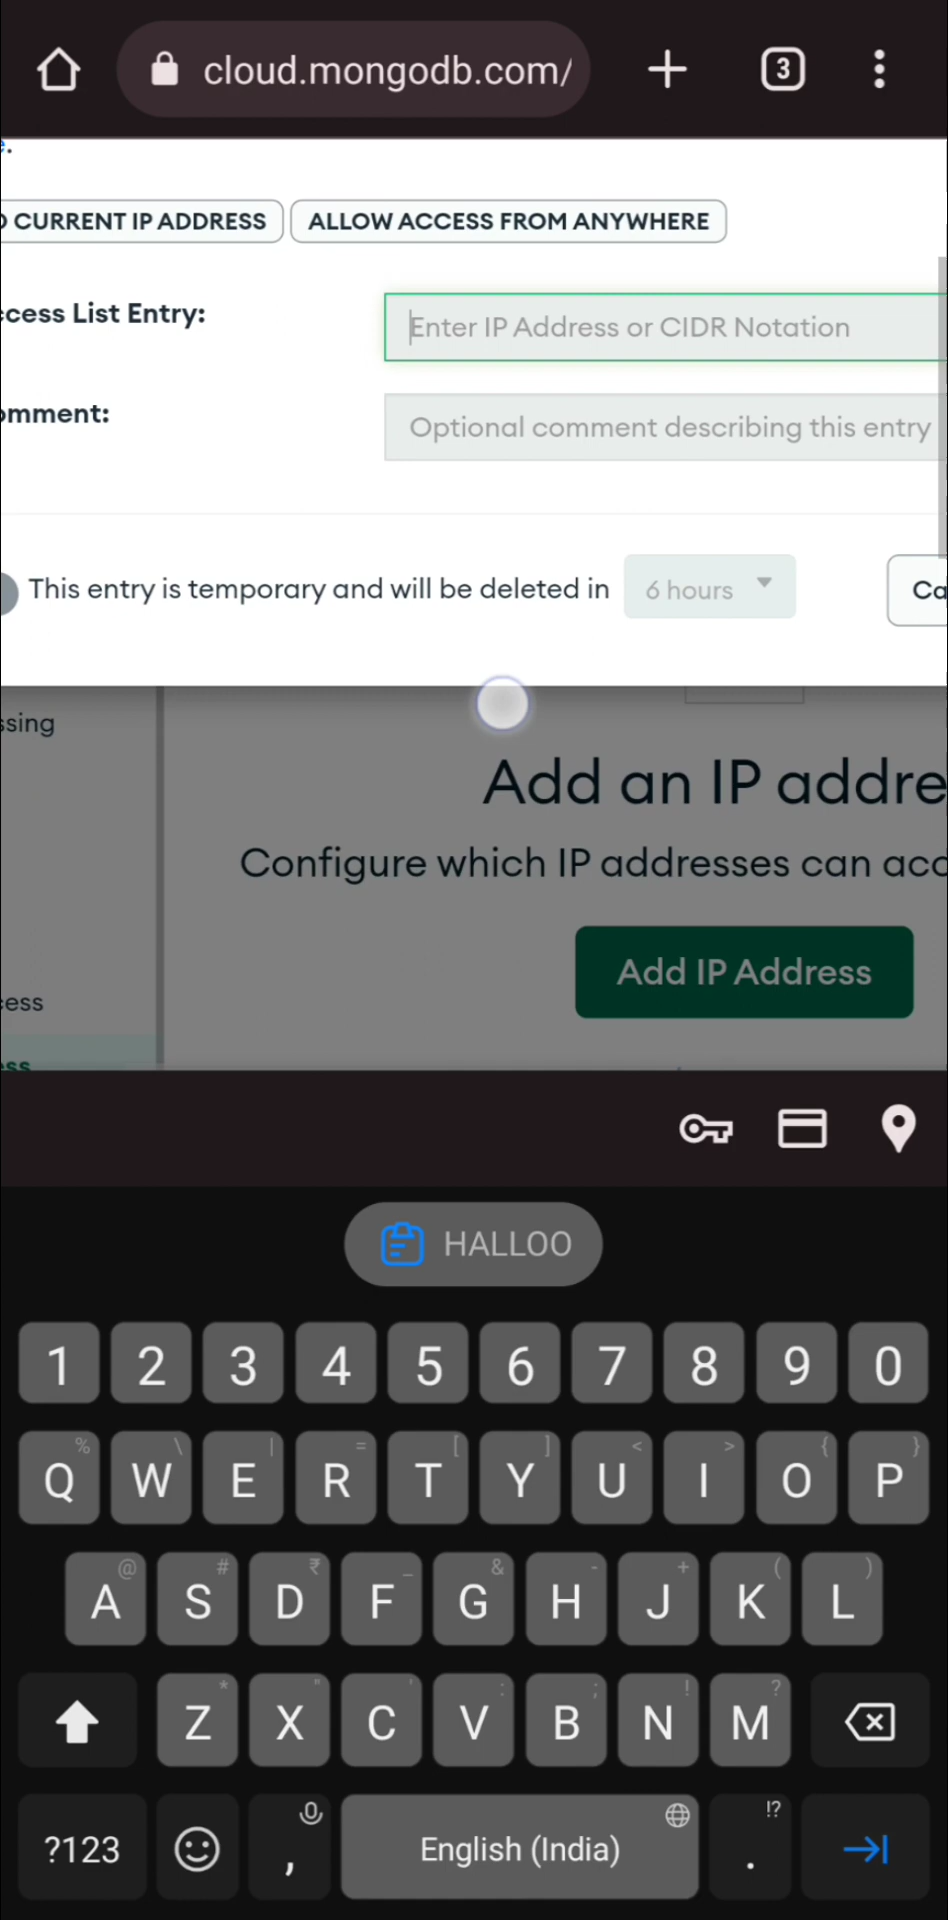 cloud.mongodb.com/
3
e.
D CURRENT IP ADDRESS
ALLOW ACCESS FROM ANYWHERE
ccess List Entry:
Enter IP Address or CIDR Notation
omment:
Optional comment describing this entry
This entry is temporary and will be deleted in
6 hours
Ca
ssing
Add an IP addre
Configure which IP addresses can acc
Add IP Address
cess
ess
HALLOO
1 2 3 4 5 6 7 8 9 0
% \ | = [ ] < > { }
Q W E R T Y U I O P
@ # ₹ _ & - + ( )
A S D F G H J K L
* " ' : ; ! ?
Z X C V B N M
?123 , English (India) !? .